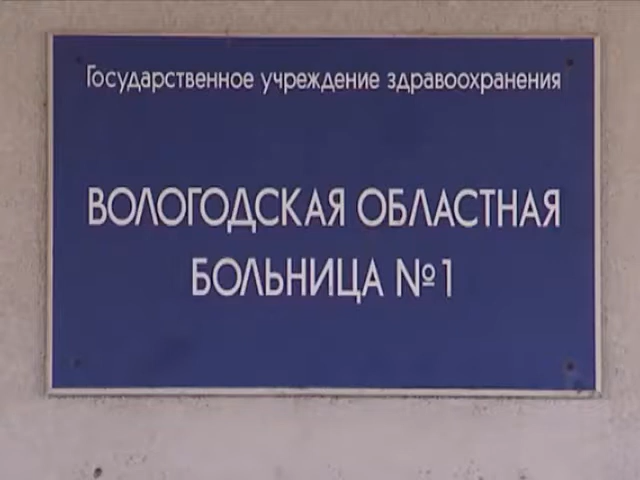 Государственное учреждение здравоохранения
ВОЛОГОДСКАЯ ОБЛАСТНАЯ
БОЛЬНИЦА №1